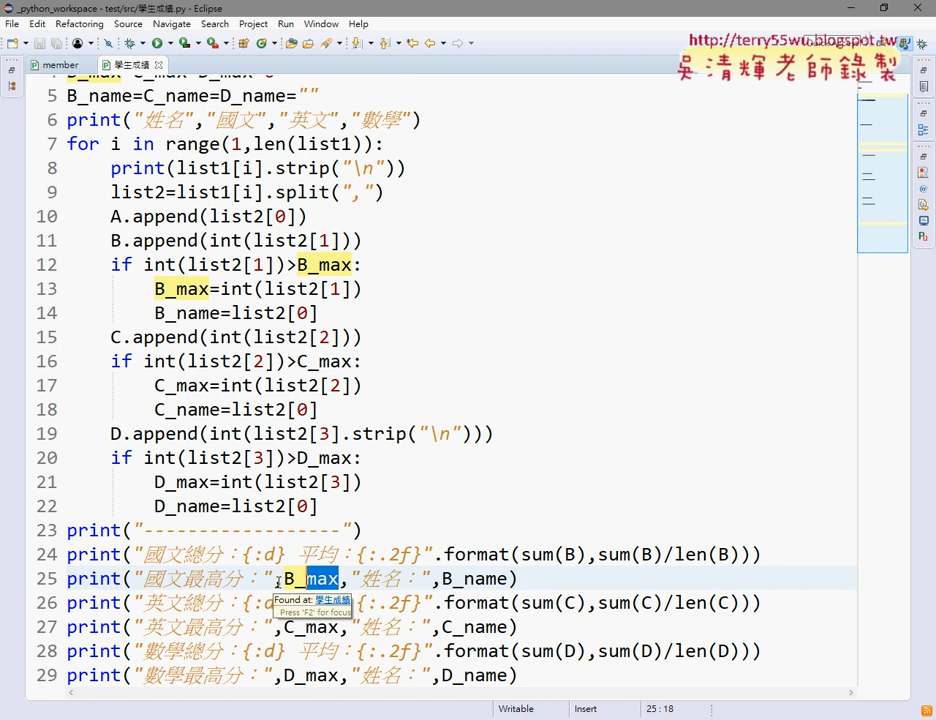 _python_workspace - test/src/學生成績.py - Eclipse
File Edit Refactoring Source Navigate Search Project Run Window Help
http://terry55wu.blogspot.tw
吳清輝老師錄製
member 學生成績
5 B_name=C_name=D_name=""
6 print("姓名","國文","英文","數學")
7 for i in range(1,len(list1)):
8 print(list1[i].strip("\n"))
9 list2=list1[i].split(",")
10 A.append(list2[0])
11 B.append(int(list2[1]))
12 if int(list2[1])>B_max:
13 B_max=int(list2[1])
14 B_name=list2[0]
15 C.append(int(list2[2]))
16 if int(list2[2])>C_max:
17 C_max=int(list2[2])
18 C_name=list2[0]
19 D.append(int(list2[3].strip("\n")))
20 if int(list2[3])>D_max:
21 D_max=int(list2[3])
22 D_name=list2[0]
23 print("------------------")
24 print("國文總分：{:d} 平均：{:.2f}".format(sum(B),sum(B)/len(B)))
25 print("國文最高分：",B_max,"姓名：",B_name)
Found at: 學生成績
Press 'F2' for focus
26 print("英文總分：{:d 均：{:.2f}".format(sum(C),sum(C)/len(C)))
27 print("英文最高分：",C_max,"姓名：",C_name)
28 print("數學總分：{:d} 平均：{:.2f}".format(sum(D),sum(D)/len(D)))
29 print("數學最高分：",D_max,"姓名：",D_name)
Writable Insert 25 : 18